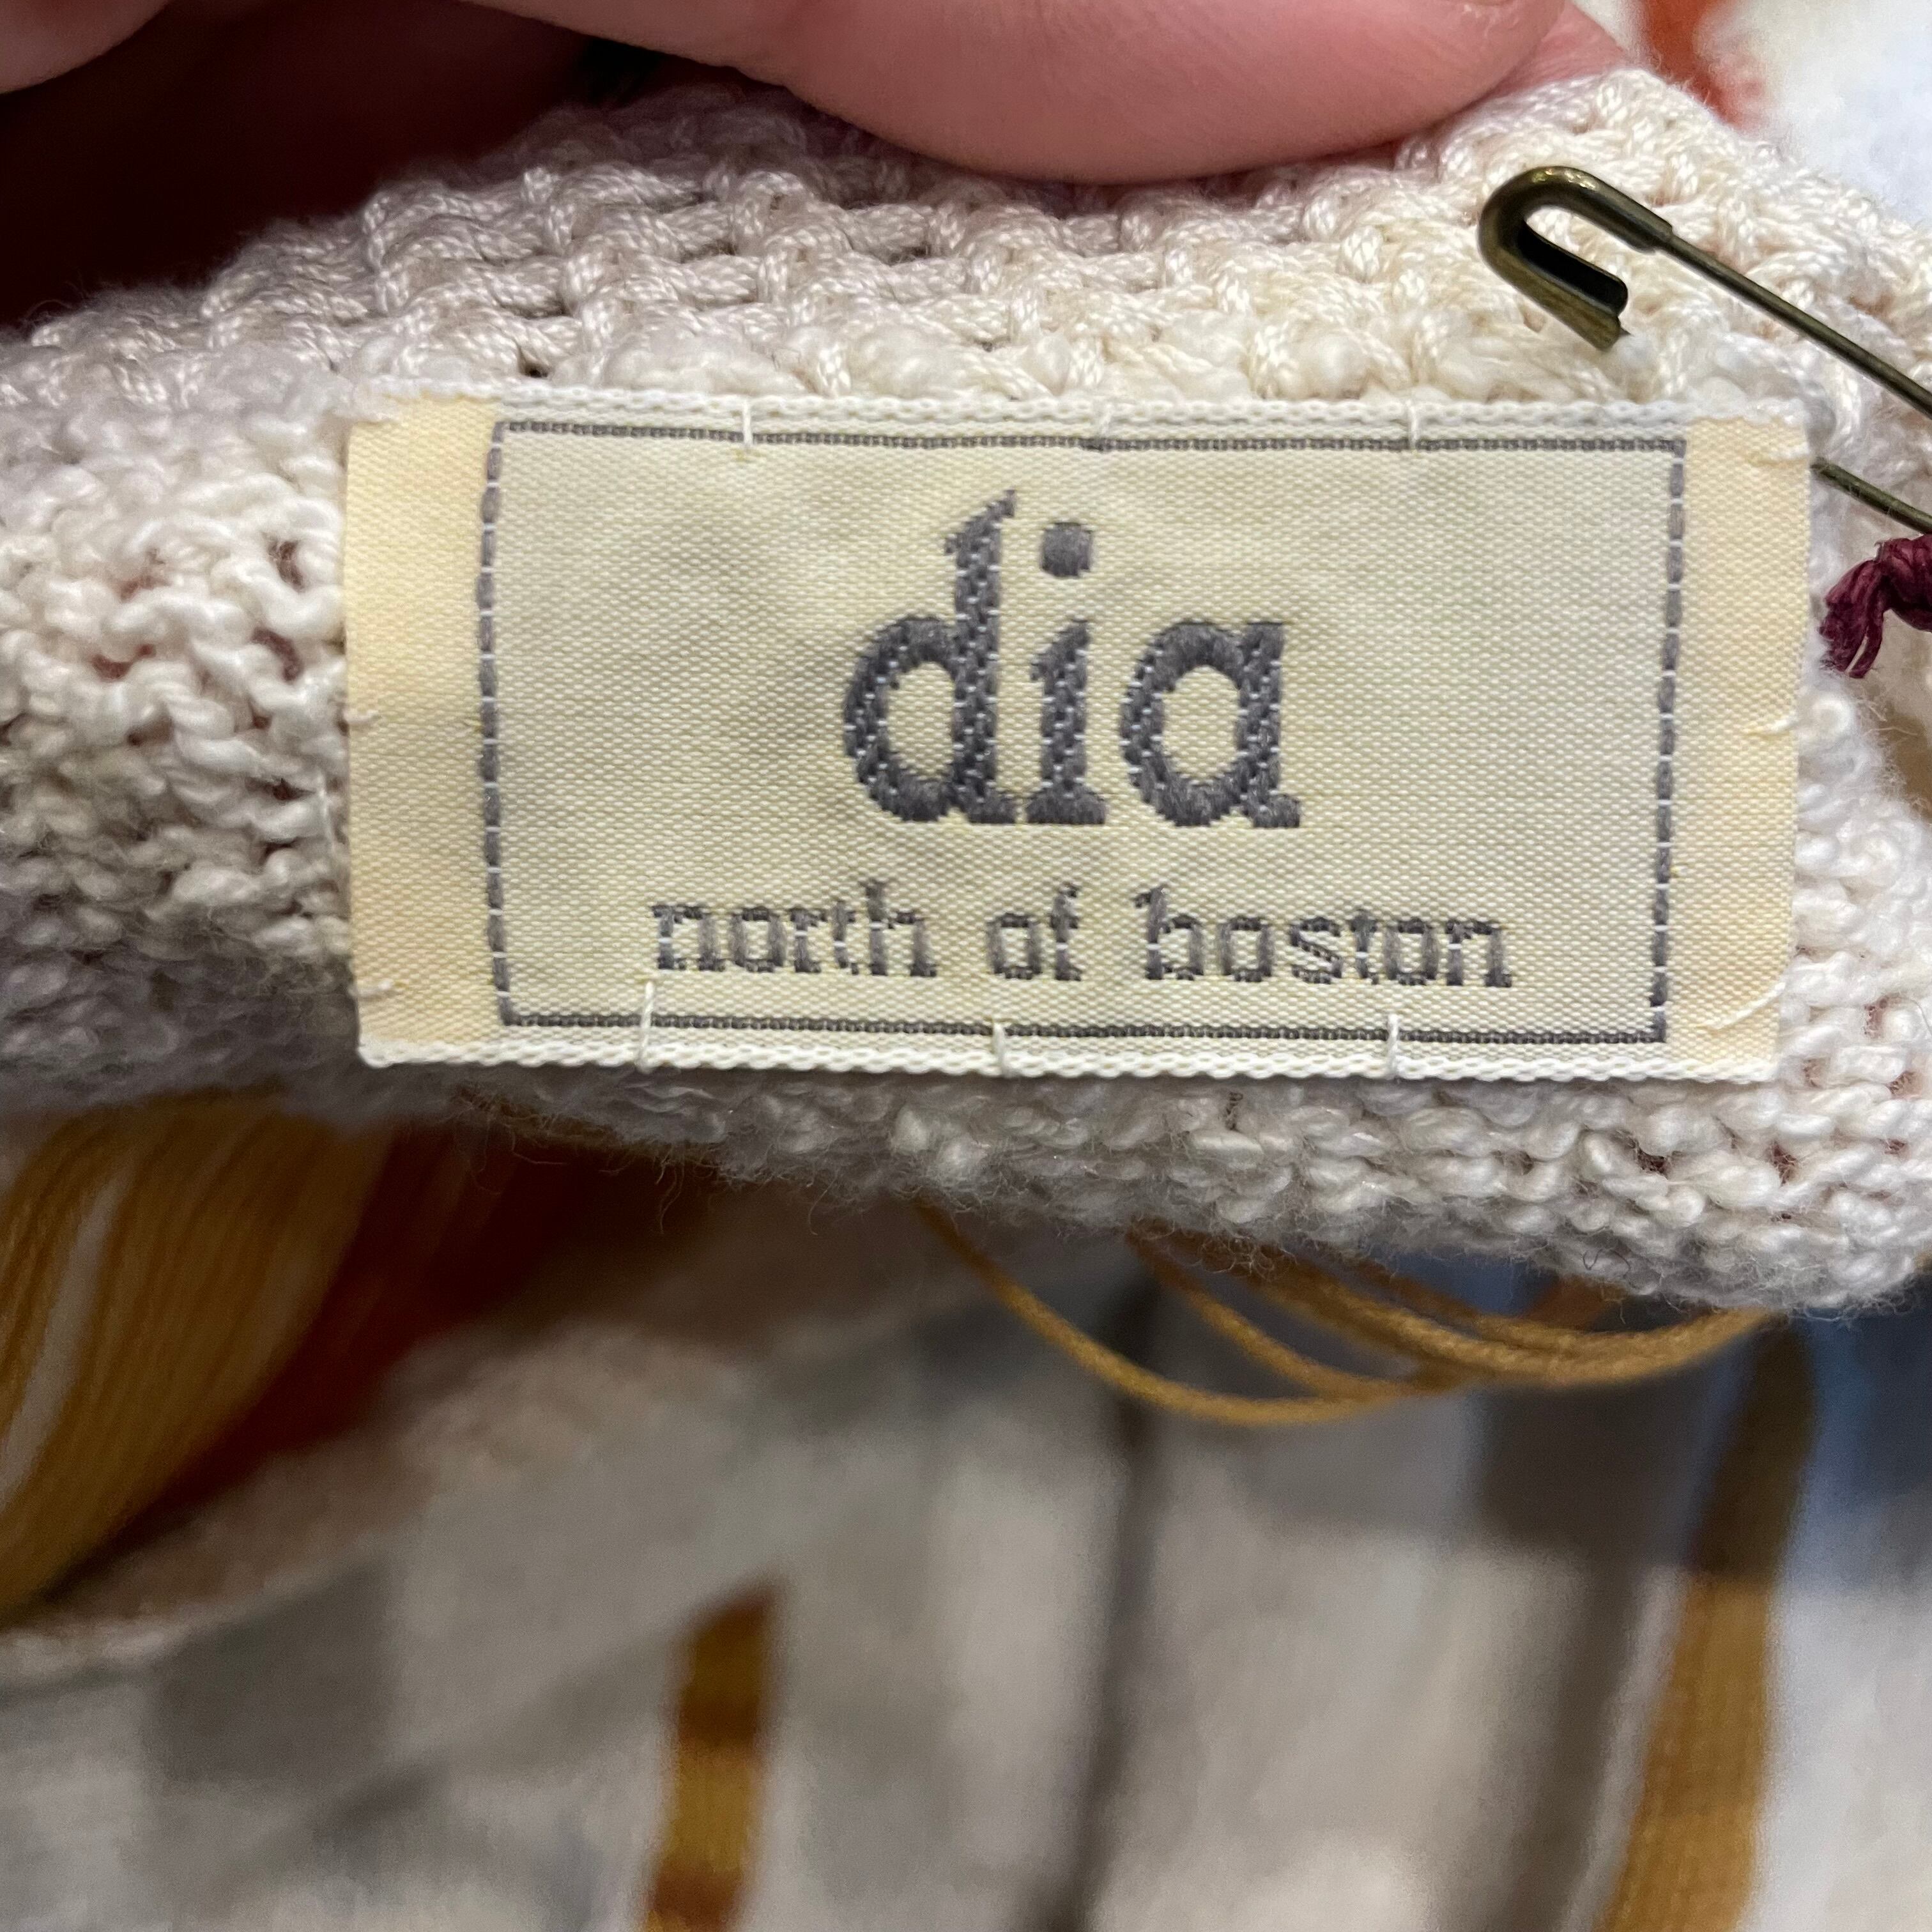 dia
north of boston